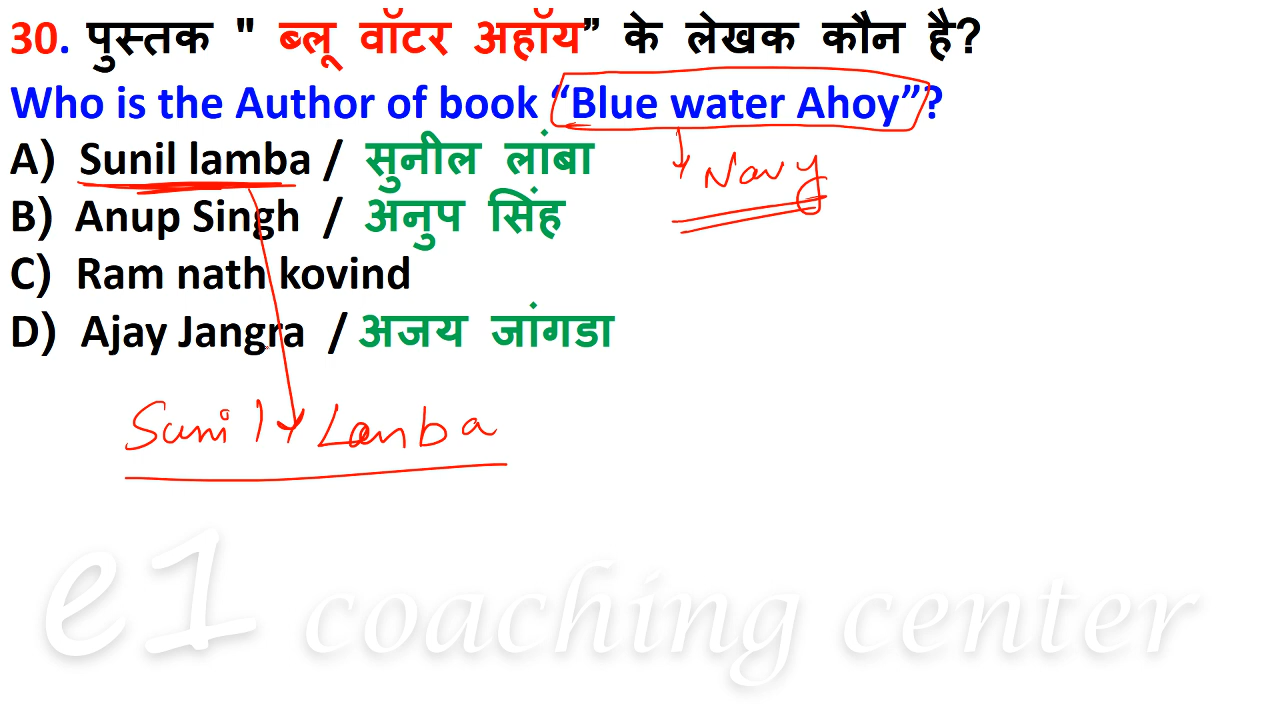 30. पुस्तक " ब्लू वॉटर अहॉय” के लेखक कौन है?
Who is the Author of book “Blue water Ahoy”?
A) Sunil lamba / सुनील लांबा
Navy
B) Anup Singh / अनुप सिंह
C) Ram nath kovind
D) Ajay Jangra / अजय जांगडा
Sunil Lamba
e1 coaching center